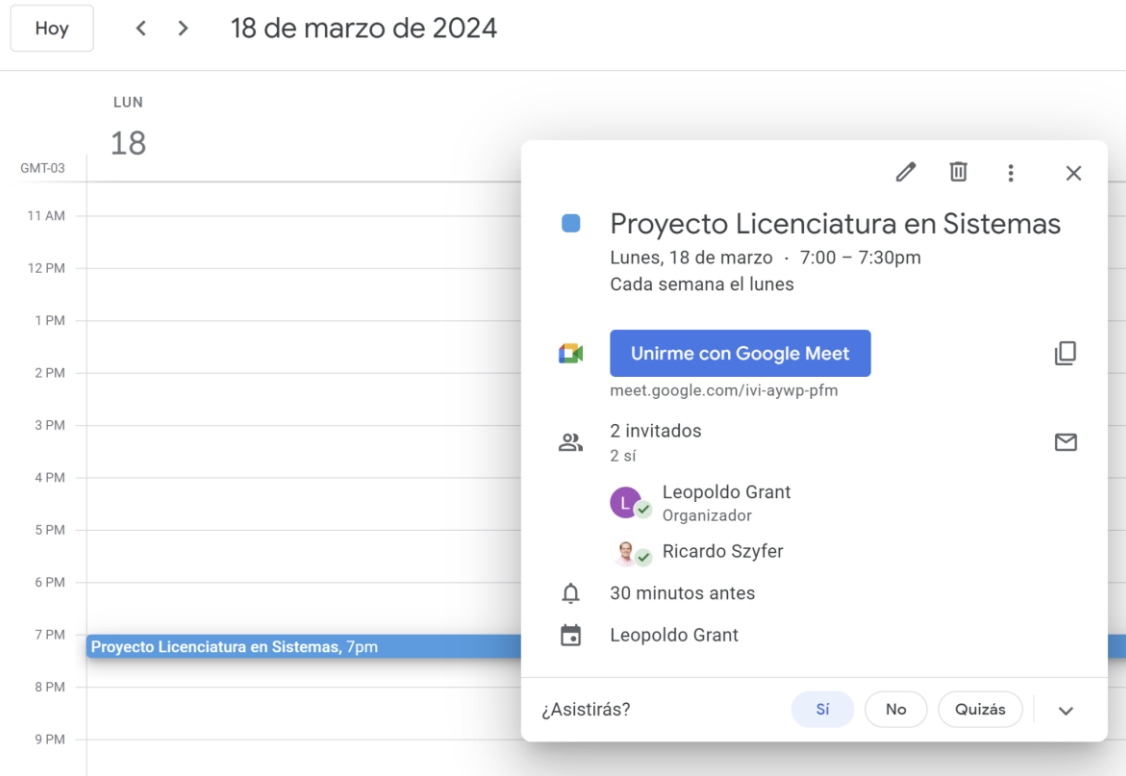 Hoy
18 de marzo de 2024
LUN
18
GMT-03
11 AM
12 PM
1 PM
2 PM
3 PM
4 PM
5 PM
6 PM
7 PM
Proyecto Licenciatura en Sistemas, 7pm
8 PM
9 PM
Proyecto Licenciatura en Sistemas
Lunes, 18 de marzo · 7:00 – 7:30pm
Cada semana el lunes
Unirme con Google Meet
meet.google.com/ivi-aywp-pfm
2 invitados
2 sí
L
Leopoldo Grant
Organizador
Ricardo Szyfer
30 minutos antes
Leopoldo Grant
¿Asistirás?
Sí
No
Quizás